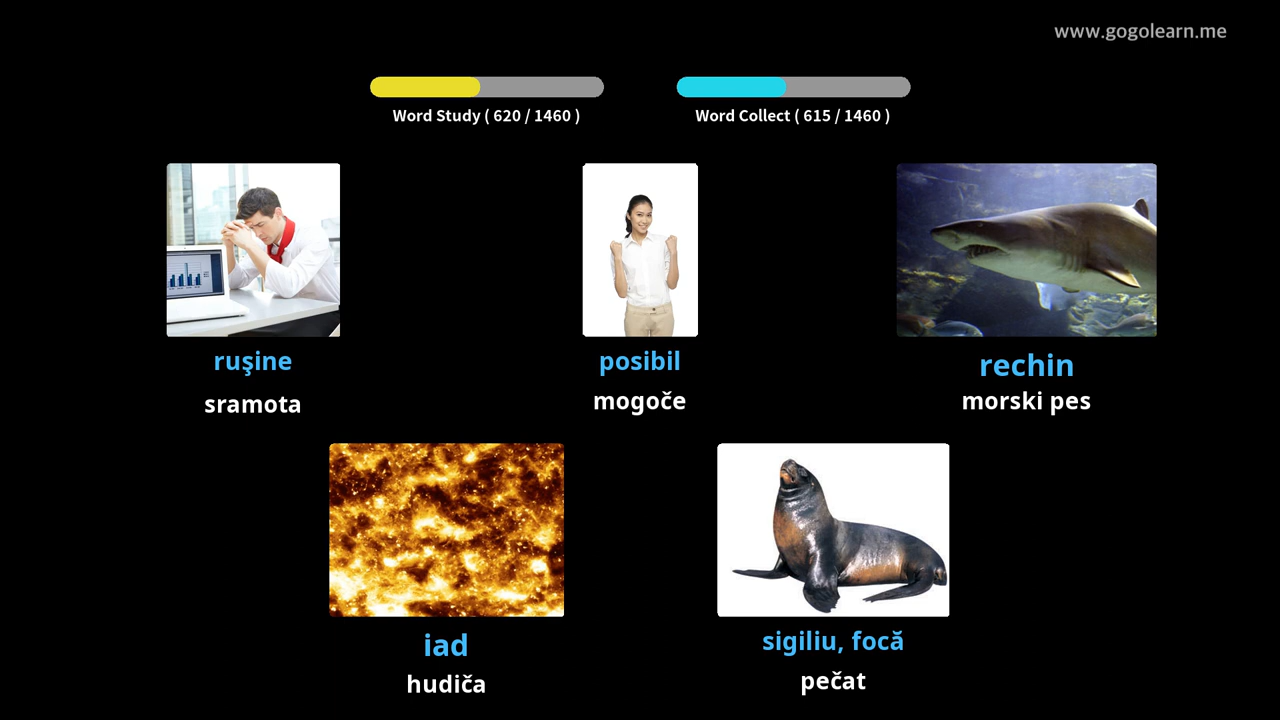 www.gogolearn.me
Word Study ( 620 / 1460 )
Word Collect ( 615 / 1460 )
ruşine
posibil
rechin
sramota
mogoče
morski pes
iad
sigiliu, focă
hudiča
pečat